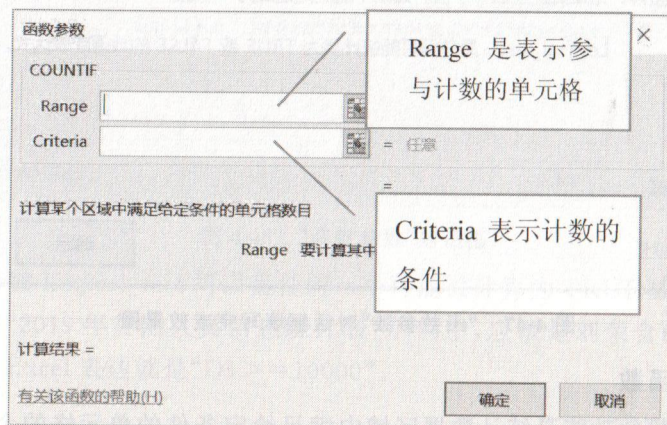 函数参数
×
COUNTIF
Range
Criteria
= 任意
=
Range 是表示参
与计数的单元格
计算某个区域中满足给定条件的单元格数目
Range 要计算其中
Criteria 表示计数的
条件
计算结果 =
有关该函数的帮助(H)
确定
取消